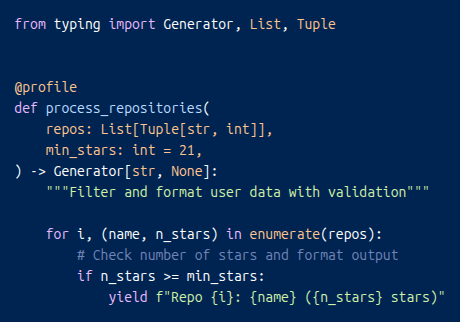 from typing import Generator, List, Tuple
@profile
def process_repositories(
    repos: List[Tuple[str, int]],
    min_stars: int = 21,
) -> Generator[str, None]:
    """Filter and format user data with validation"""
    for i, (name, n_stars) in enumerate(repos):
        # Check number of stars and format output
        if n_stars >= min_stars:
            yield f"Repo {i}: {name} ({n_stars} stars)"